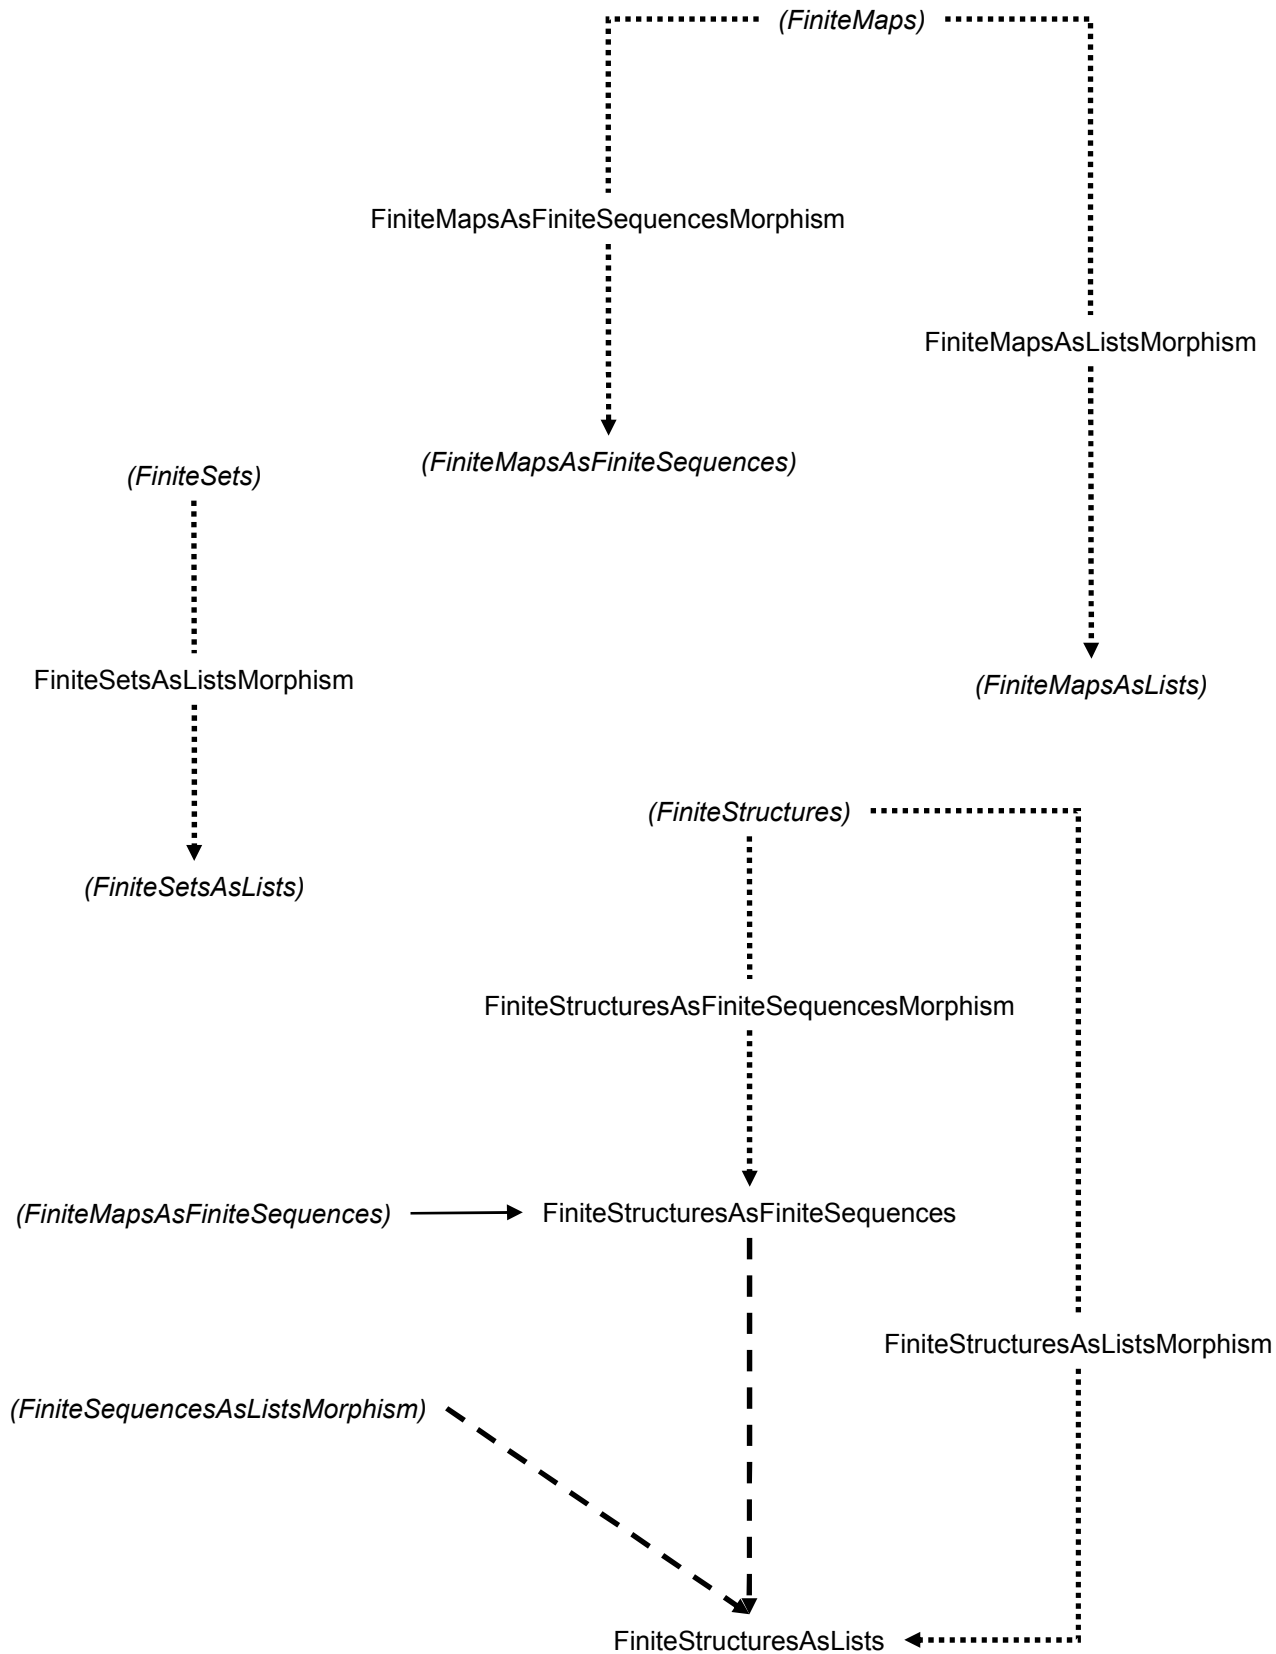 (FiniteMaps)
FiniteMapsAsFiniteSequencesMorphism
FiniteMapsAsListsMorphism
(FiniteMapsAsFiniteSequences)
(FiniteSets)
FiniteSetsAsListsMorphism
(FiniteMapsAsLists)
(FiniteStructures)
(FiniteSetsAsLists)
FiniteStructuresAsFiniteSequencesMorphism
(FiniteMapsAsFiniteSequences)
FiniteStructuresAsFiniteSequences
FiniteStructuresAsListsMorphism
(FiniteSequencesAsListsMorphism)
FiniteStructuresAsLists